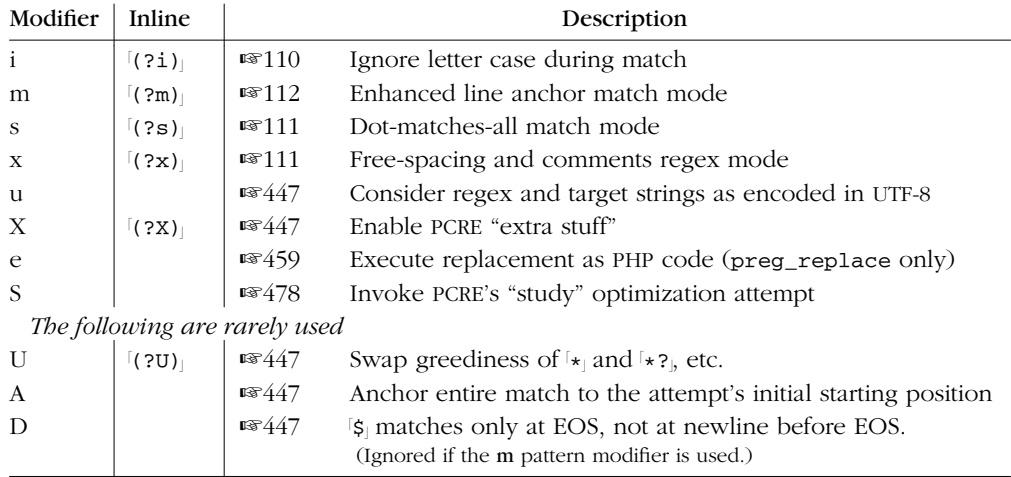 Modifier Inline Description
i ⌈(?i)⌋ ☞110 Ignore letter case during match
m ⌈(?m)⌋ ☞112 Enhanced line anchor match mode
s ⌈(?s)⌋ ☞111 Dot-matches-all match mode
x ⌈(?x)⌋ ☞111 Free-spacing and comments regex mode
u ☞447 Consider regex and target strings as encoded in UTF-8
X ⌈(?X)⌋ ☞447 Enable PCRE “extra stuff”
e ☞459 Execute replacement as PHP code (preg_replace only)
S ☞478 Invoke PCRE’s “study” optimization attempt
The following are rarely used
U ⌈(?U)⌋ ☞447 Swap greediness of ⌈*⌋ and ⌈*?⌋, etc.
A ☞447 Anchor entire match to the attempt’s initial starting position
D ☞447 ⌈$⌋ matches only at EOS, not at newline before EOS.
(Ignored if the m pattern modifier is used.)